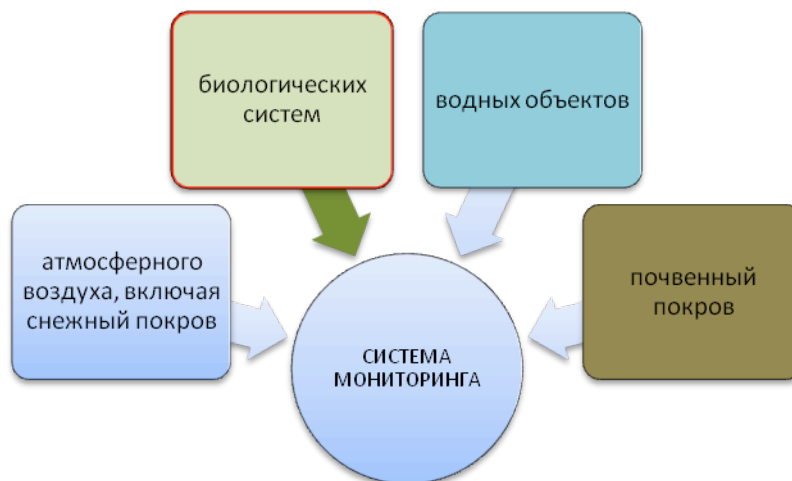 биологических
систем
водных объектов
атмосферного
воздуха, включая
снежный покров
почвенный
покров
СИСТЕМА
МОНИТОРИНГА